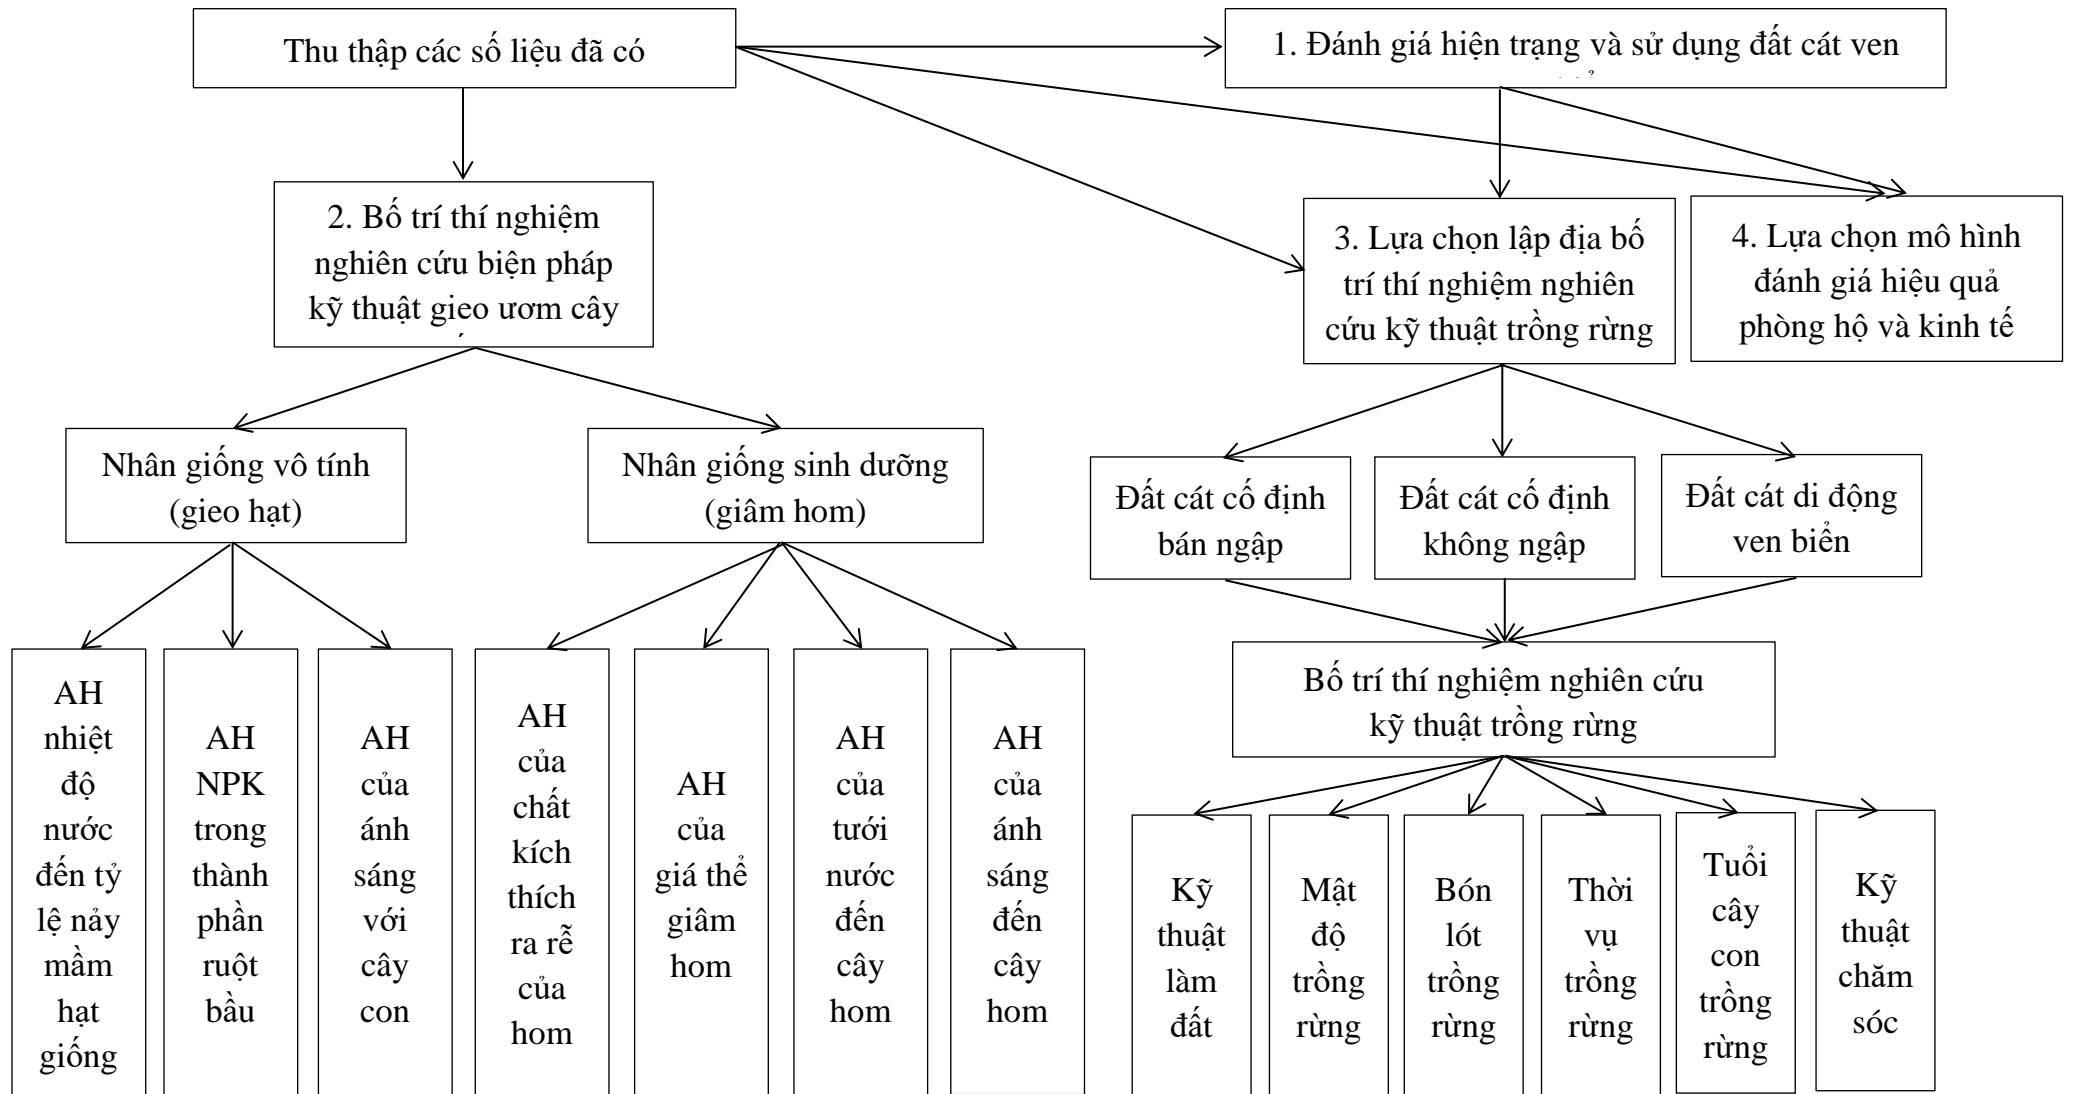 Thu thập các số liệu đã có
1. Đánh giá hiện trạng và sử dụng đất cát ven
2. Bố trí thí nghiệm
nghiên cứu biện pháp
kỹ thuật gieo ươm cây
3. Lựa chọn lập địa bố
trí thí nghiệm nghiên
cứu kỹ thuật trồng rừng
4. Lựa chọn mô hình
đánh giá hiệu quả
phòng hộ và kinh tế
Nhân giống vô tính
(gieo hạt)
Nhân giống sinh dưỡng
(giâm hom)
Đất cát cố định
bán ngập
Đất cát cố định
không ngập
Đất cát di động
ven biển
Bố trí thí nghiệm nghiên cứu
kỹ thuật trồng rừng
AH
nhiệt
độ
nước
đến tỷ
lệ nảy
mầm
hạt
giống
AH
NPK
trong
thành
phần
ruột
bầu
AH
của
ánh
sáng
với
cây
con
AH
của
chất
kích
thích
ra rễ
của
hom
AH
của
giá thể
giâm
hom
AH
của
tưới
nước
đến
cây
hom
AH
của
ánh
sáng
đến
cây
hom
Kỹ
thuật
làm
đất
Mật
độ
trồng
rừng
Bón
lót
trồng
rừng
Thời
vụ
trồng
rừng
Tuổi
cây
con
trồng
rừng
Kỹ
thuật
chăm
sóc